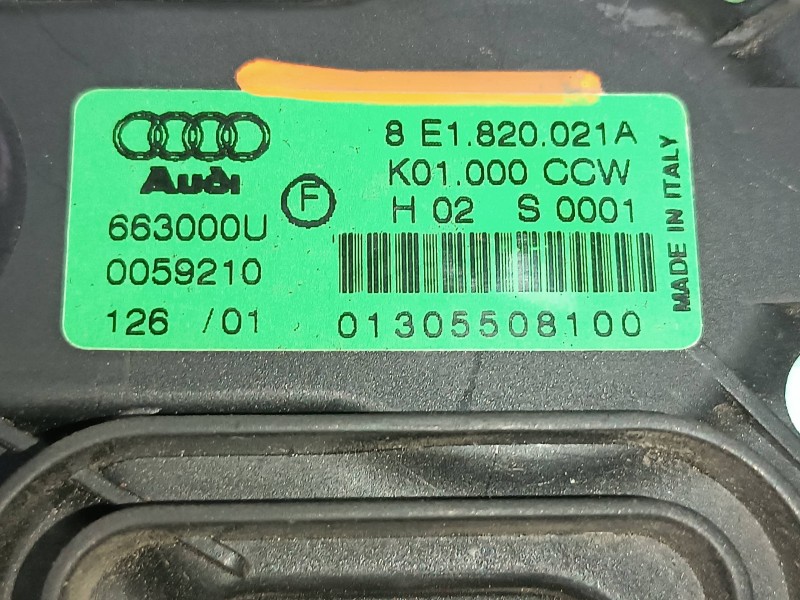 Audi
F
663000U
0059210
126 /01
8 E1.820.021A
K01.000 CCW
H 02 S 0001
01305508100
MADE IN ITALY